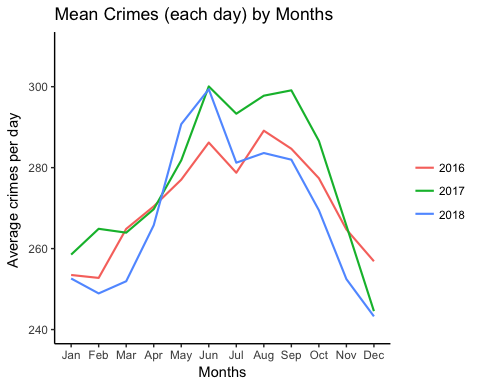 Mean Crimes (each day) by Months
Average crimes per day
300
280
260
240
Jan Feb Mar Apr May Jun Jul Aug Sep Oct Nov Dec
Months
2016
2017
2018